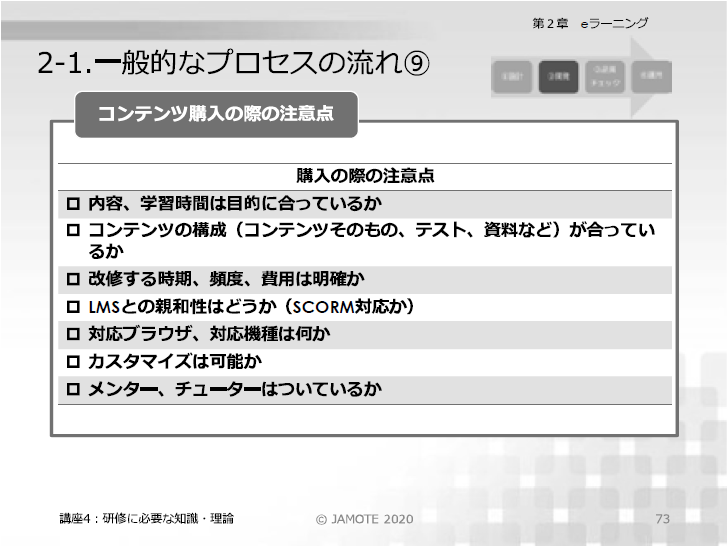 第２章　eラーニング
2-1.一般的なプロセスの流れ⑨
②開発
チェック
コンテンツ購入の際の注意点
購入の際の注意点
内容、学習時間は目的に合っているか
コンテンツの構成（コンテンツそのもの、テスト、資料など）が合ってい
るか
改修する時期、頻度、費用は明確か
LMSとの親和性はどうか（SCORM対応か）
対応ブラウザ、対応機種は何か
カスタマイズは可能か
メンター、チューターはついているか
講座4：研修に必要な知識・理論
© JAMOTE 2020
73